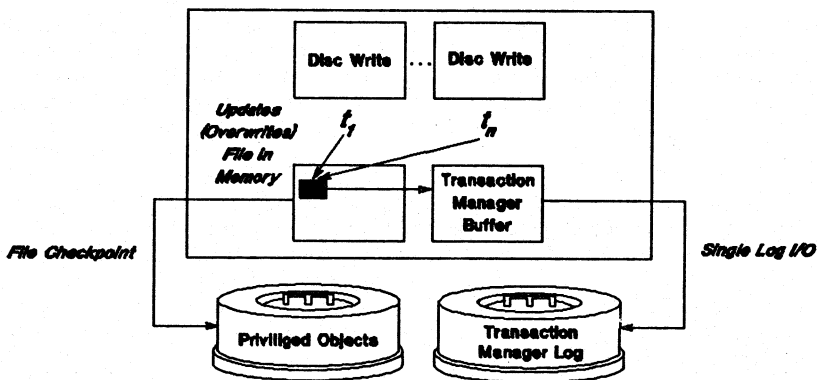 Disc Write ... Disc Write
Updates
(Overwrites)
File in
Memory
t1
tn
Transaction
Manager
Buffer
File Checkpoint
Single Log I/O
Priviliged Objects
Transaction
Manager Log